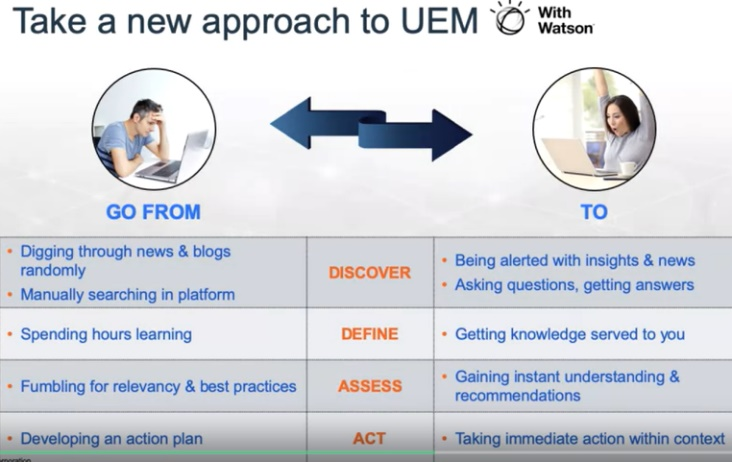 Take a new approach to UEM
With
Watson
GO FROM
TO
• Digging through news & blogs
randomly
• Manually searching in platform
DISCOVER
• Being alerted with insights & news
• Asking questions, getting answers
• Spending hours learning
DEFINE
• Getting knowledge served to you
• Fumbling for relevancy & best practices
ASSESS
• Gaining instant understanding &
recommendations
• Developing an action plan
ACT
• Taking immediate action within context